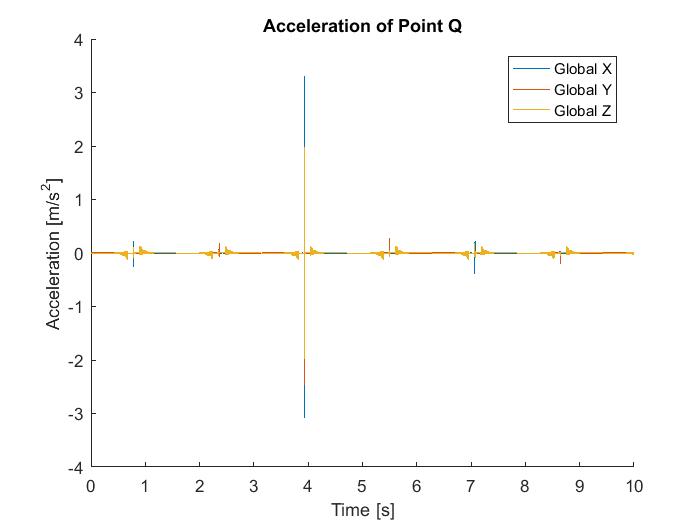 Acceleration of Point Q
Global X
Global Y
Global Z
Acceleration [m/s²]
4
3
2
1
0
-1
-2
-3
-4
0 1 2 3 4 5 6 7 8 9 10
Time [s]